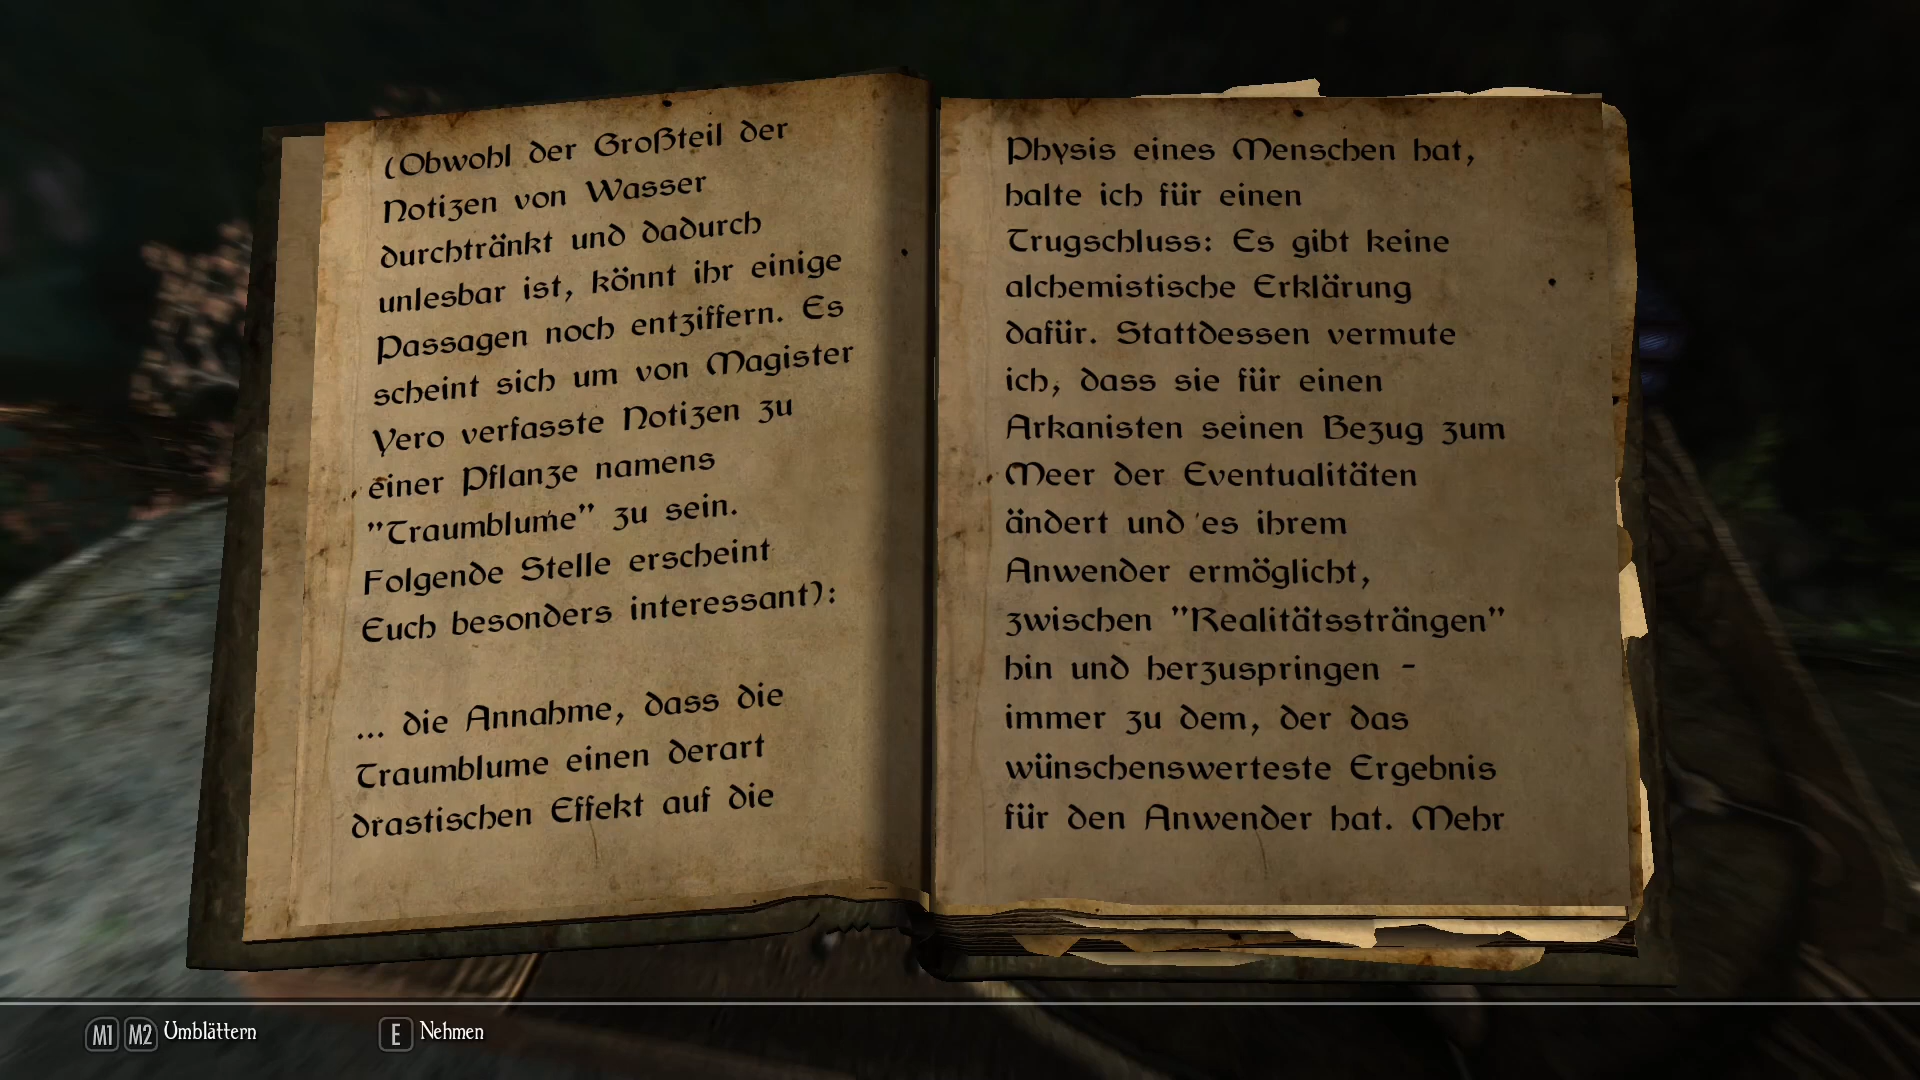 (Obwohl der Großteil der
Notizen von Wasser
durchtränkt und dadurch
unlesbar ist, könnt ihr einige
Passagen noch entziffern. Es
scheint sich um von Magister
Yero verfasste Notizen zu
einer Pflanze namens
"Traumblume" zu sein.
Folgende Stelle erscheint
Euch besonders interessant):
... die Annahme, dass die
Traumblume einen derart
drastischen Effekt auf die
Physis eines Menschen hat,
halte ich für einen
Trugschluss: Es gibt keine
alchemistische Erklärung
dafür. Stattdessen vermute
ich, dass sie für einen
Arkanisten seinen Bezug zum
Meer der Eventualitäten
ändert und es ihrem
Anwender ermöglicht,
zwischen "Realitätssträngen"
hin und herzuspringen -
immer zu dem, der das
wünschenswerteste Ergebnis
für den Anwender hat. Mehr
M1 M2 Umblättern E Nehmen